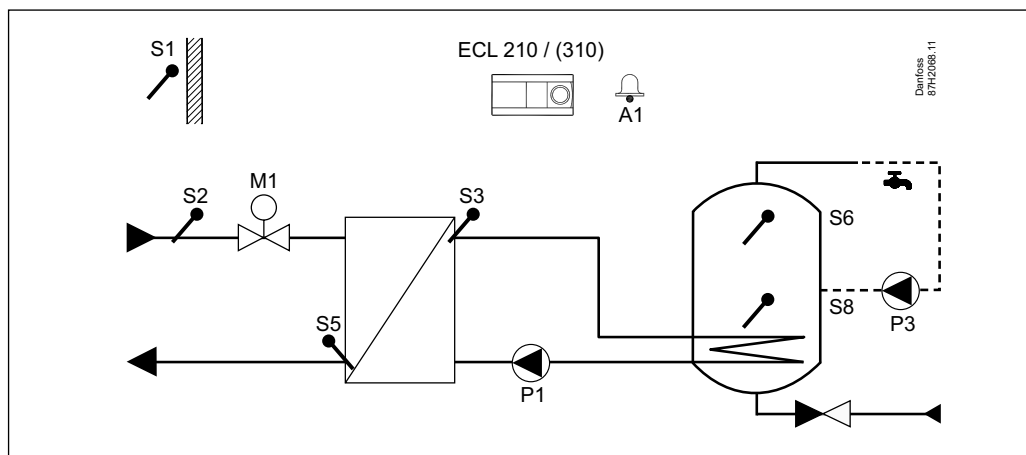 S1
ECL 210 / (310)
A1
Danfoss
87H2068.11
S2
M1
S3
S6
S8
P3
S5
P1